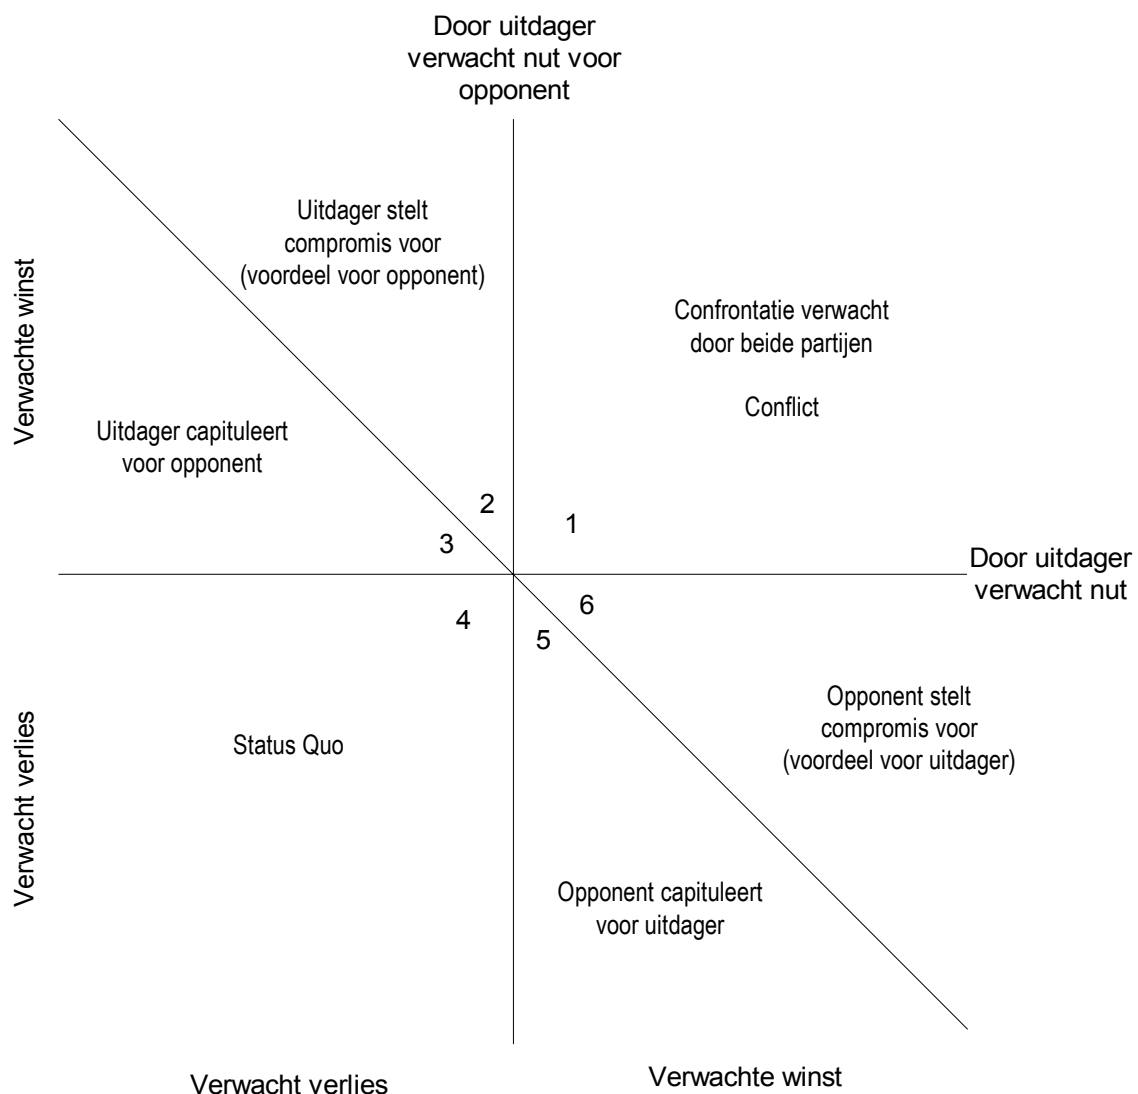 Door uitdager
verwacht nut voor
opponent
Uitdager stelt
compromis voor
(voordeel voor opponent)
Confrontatie verwacht
door beide partijen
Conflict
Verwachte winst
Uitdager capituleert
voor opponent
2
1
3
Door uitdager
verwacht nut
6
4
5
Opponent stelt
compromis voor
(voordeel voor uitdager)
Status Quo
Verwacht verlies
Opponent capituleert
voor uitdager
Verwacht verlies
Verwachte winst